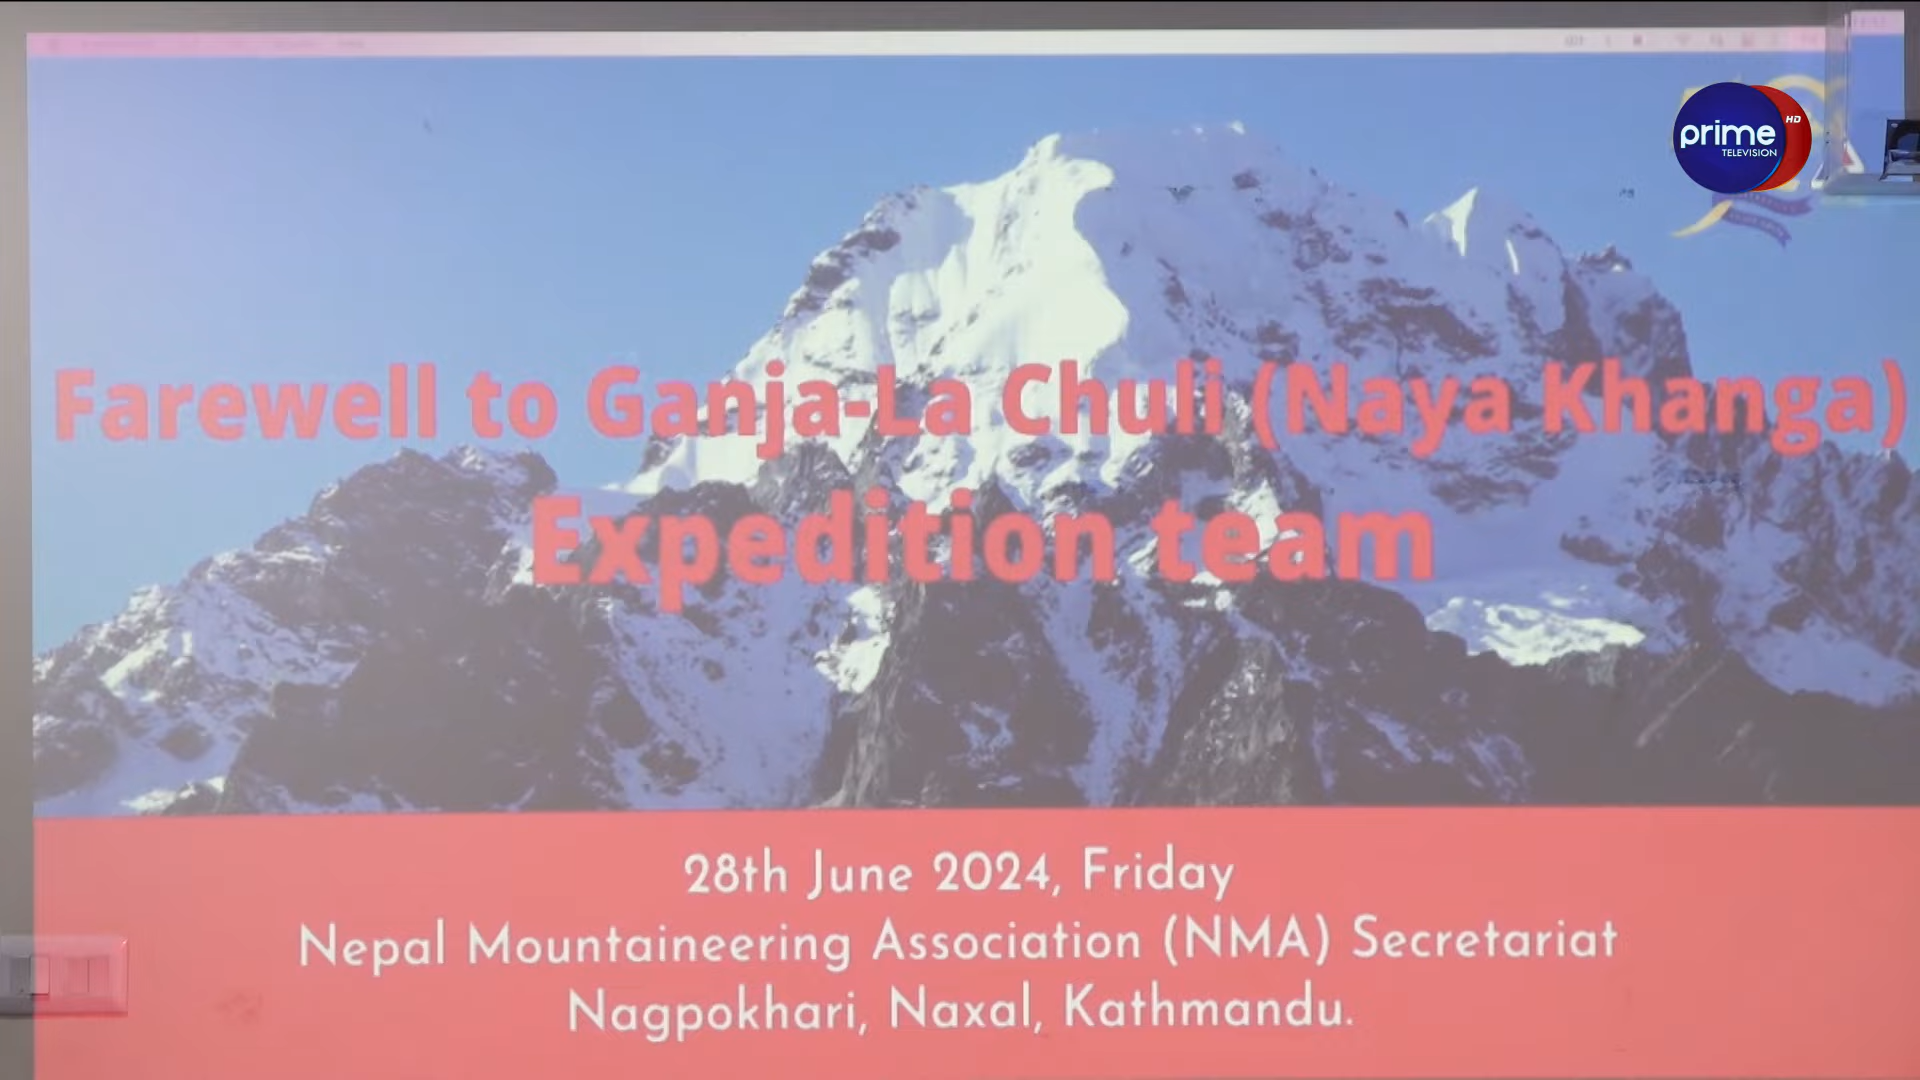 prime HD
TELEVISION
Farewell to Ganja-La Chuli (Naya Khanga)
Expedition team
28th June 2024, Friday
Nepal Mountaineering Association (NMA) Secretariat
Nagpokhari, Naxal, Kathmandu.